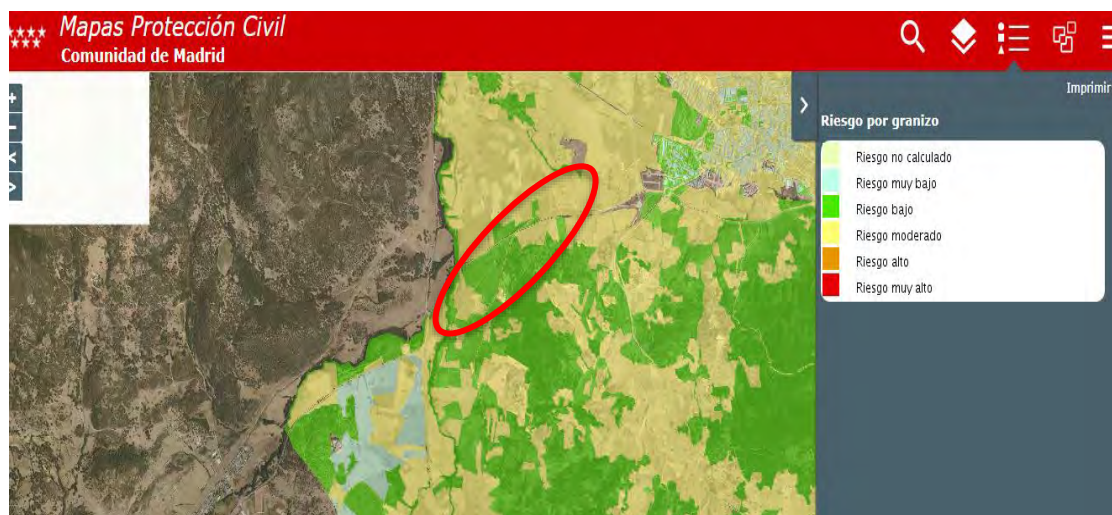 Mapas Protección Civil
Comunidad de Madrid
Imprimir
Riesgo por granizo
Riesgo no calculado
Riesgo muy bajo
Riesgo bajo
Riesgo moderado
Riesgo alto
Riesgo muy alto